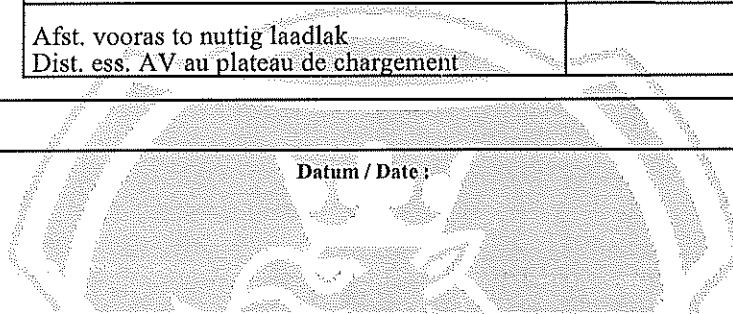 Afst. vooras to nuttig laadlak
Dist. ess. AV au plateau de chargement
Datum / Date :